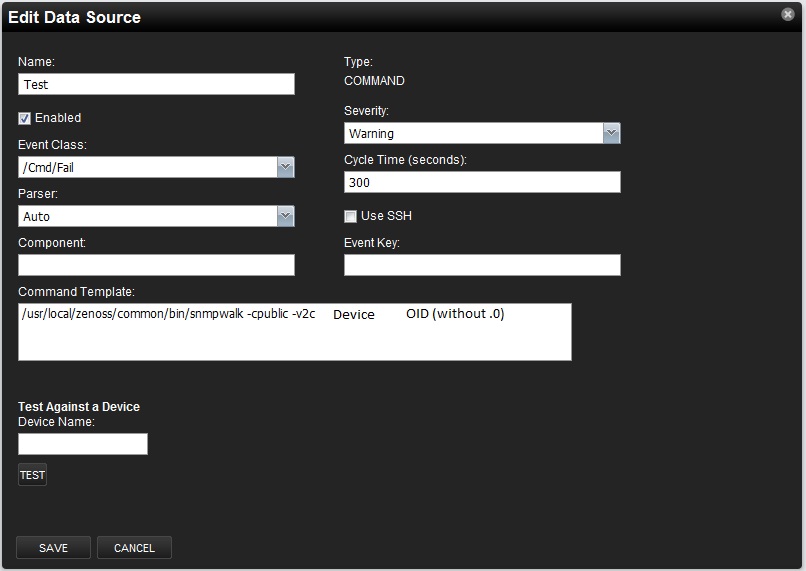 Edit Data Source
Name:
Test
Type:
COMMAND
Enabled
Severity:
Warning
Event Class:
/Cmd/Fail
Cycle Time (seconds):
300
Parser:
Auto
Use SSH
Component:
Event Key:
Command Template:
/usr/local/zenoss/common/bin/snmpwalk -cpublic -v2c Device OID (without .0)
Test Against a Device
Device Name:
TEST
SAVE CANCEL